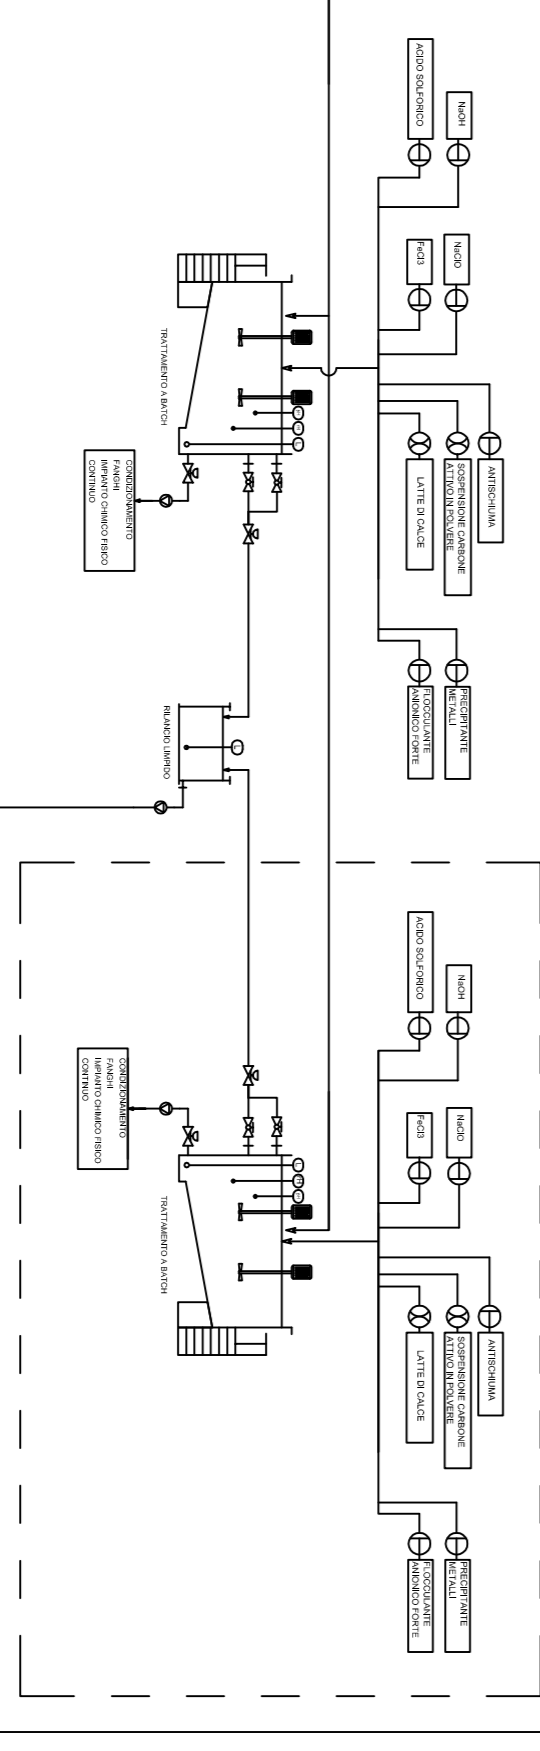 ACIDO SOLFORICO
NaOH
FeCl3
NaClO
LATTE DI CALCE
SOSPENSIONE CARBONE
ATTIVO IN POLVERE
ANTISCHIUMA
FLOCCULANTE
ANIONICO FORTE
PRECIPITANTE
METALLI
TRATTAMENTO A BATCH
L
CONDIZIONAMENTO
FANGHI
IMPIANTO CHIMICO FISICO
CONTINUO
RILANCIO LIMPIDO
L
ACIDO SOLFORICO
NaOH
FeCl3
NaClO
LATTE DI CALCE
SOSPENSIONE CARBONE
ATTIVO IN POLVERE
ANTISCHIUMA
FLOCCULANTE
ANIONICO FORTE
PRECIPITANTE
METALLI
L
TRATTAMENTO A BATCH
CONDIZIONAMENTO
FANGHI
IMPIANTO CHIMICO FISICO
CONTINUO